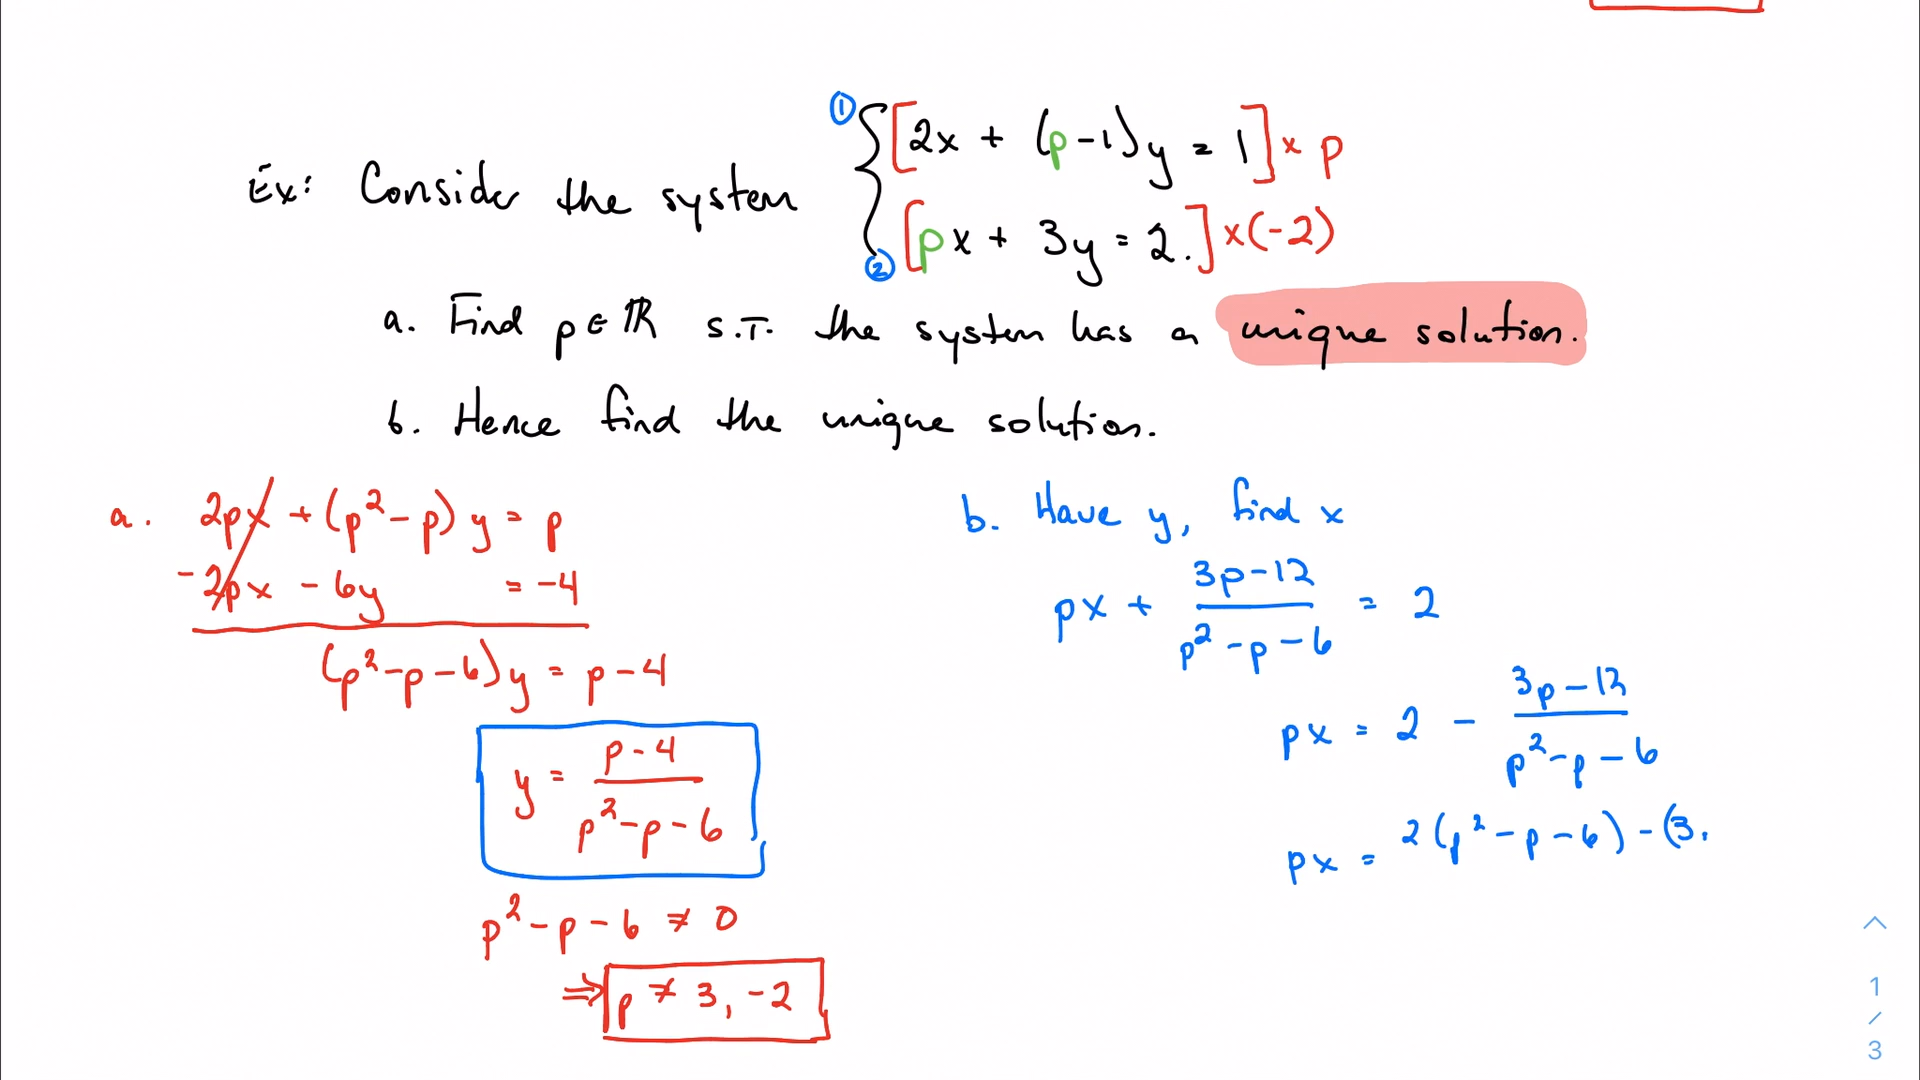 ① [2x + (p-1)y = 1] × p
Ex: Consider the system
② [px + 3y = 2.] × (-2)
a. Find p ∈ ℝ s.t. the system has a unique solution.
b. Hence find the unique solution.
a. 2px + (p² - p) y = p
-2px - 6y = -4
(p² - p - 6) y = p - 4
y = (p - 4)/(p² - p - 6)
p² - p - 6 ≠ 0
⇒ p ≠ 3, -2
b. Have y, find x
px + (3p - 12)/(p² - p - 6) = 2
px = 2 - (3p - 12)/(p² - p - 6)
px = 2(p² - p - 6) - (3.
1
/
3